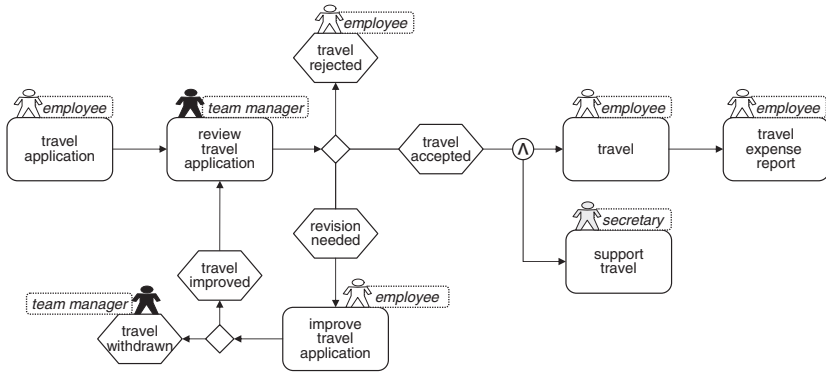 employee
travel
rejected
employee
travel
application
team manager
review
travel
application
travel
accepted
Λ
employee
travel
employee
travel
expense
report
revision
needed
secretary
support
travel
travel
improved
team manager
travel
withdrawn
employee
improve
travel
application